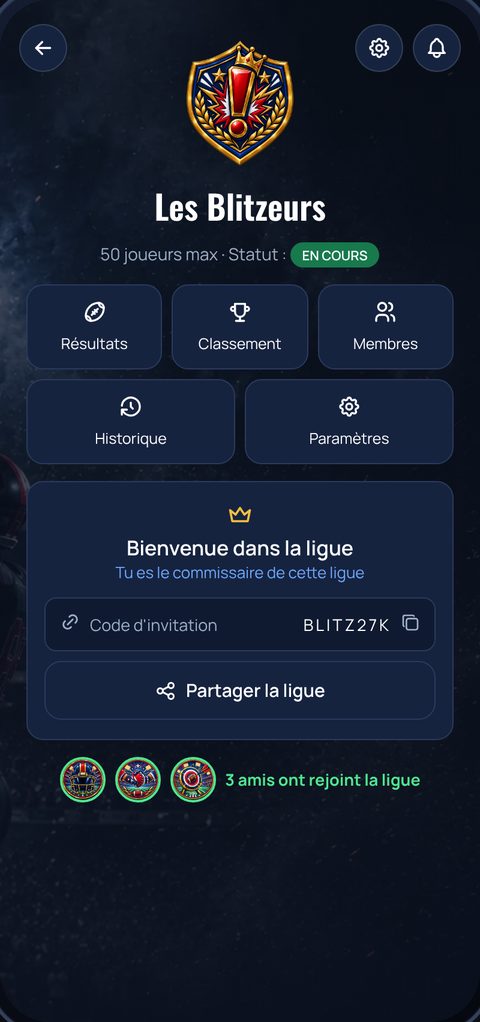 Les Blitzeurs
50 joueurs max · Statut : EN COURS
Résultats
Classement
Membres
Historique
Paramètres
Bienvenue dans la ligue
Tu es le commissaire de cette ligue
Code d'invitation BLITZ27K
Partager la ligue
3 amis ont rejoint la ligue